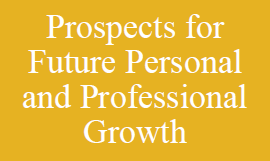 Prospects for
Future Personal
and Professional
Growth